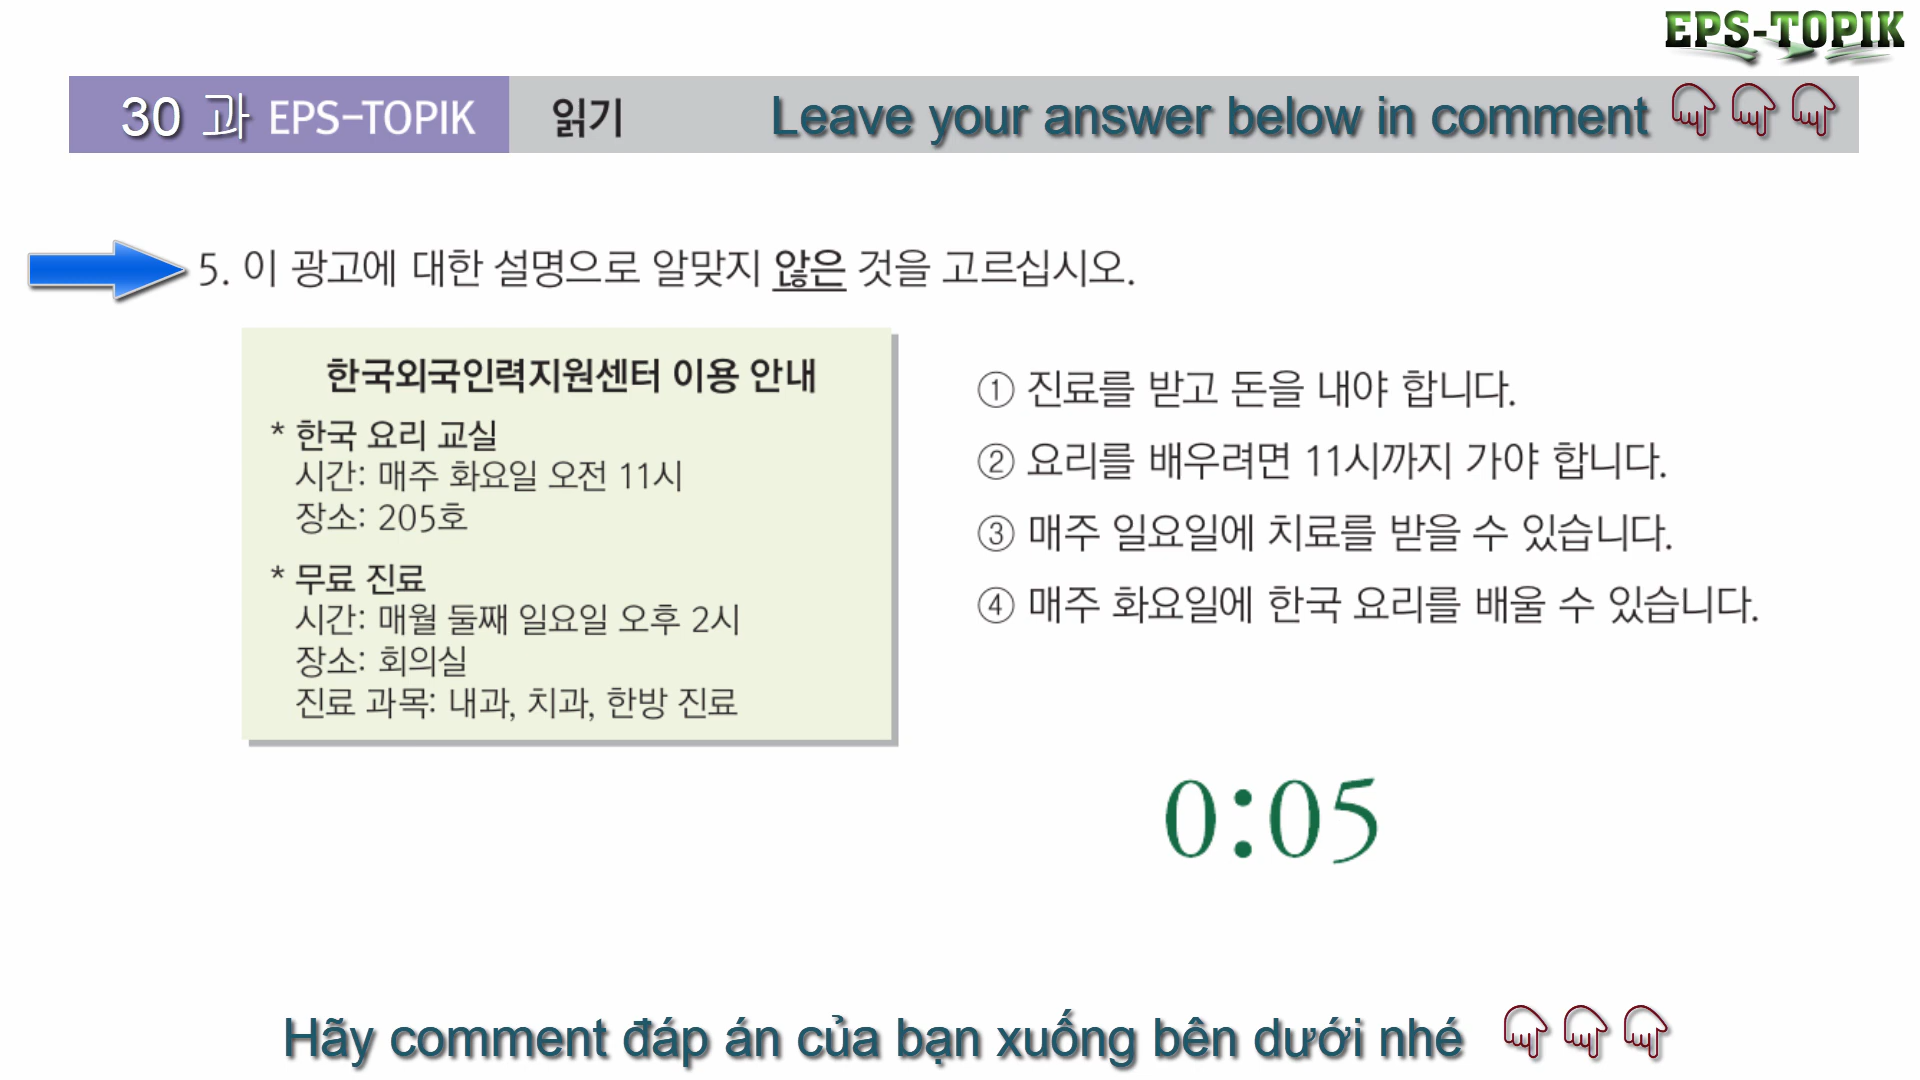 EPS-TOPIK
30 과 EPS-TOPIK 읽기 Leave your answer below in comment
5. 이 광고에 대한 설명으로 알맞지 않은 것을 고르십시오.
한국외국인력지원센터 이용 안내
* 한국 요리 교실
시간: 매주 화요일 오전 11시
장소: 205호
* 무료 진료
시간: 매월 둘째 일요일 오후 2시
장소: 회의실
진료 과목: 내과, 치과, 한방 진료
① 진료를 받고 돈을 내야 합니다.
② 요리를 배우려면 11시까지 가야 합니다.
③ 매주 일요일에 치료를 받을 수 있습니다.
④ 매주 화요일에 한국 요리를 배울 수 있습니다.
0:05
Hãy comment đáp án của bạn xuống bên dưới nhé